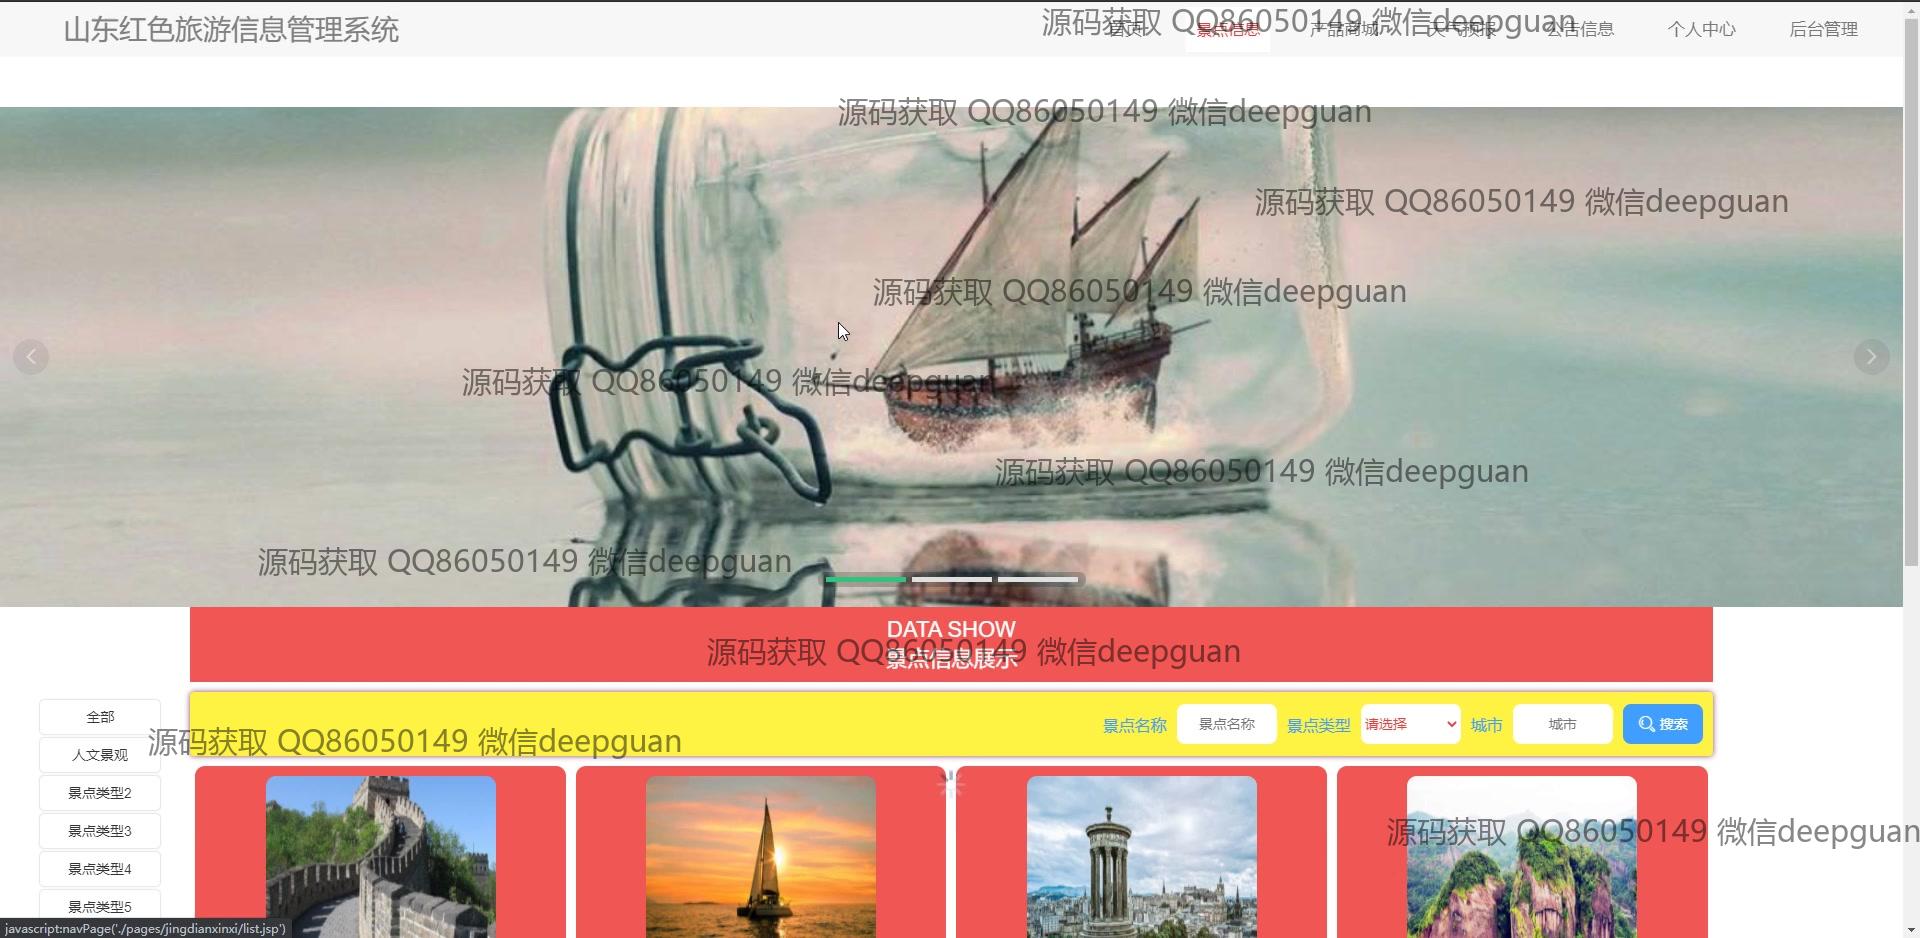 山东红色旅游信息管理系统
首页 景点信息 产品商城 天气预报 公告信息 个人中心 后台管理
源码获取 QQ86050149 微信deepguan
源码获取 QQ86050149 微信deepguan
源码获取 QQ86050149 微信deepguan
源码获取 QQ86050149 微信deepguan
源码获取 QQ86050149 微信deepguan
源码获取 QQ86050149 微信deepguan
源码获取 QQ86050149 微信deepguan
DATA SHOW
源码获取 QQ86050149 微信deepguan
景点信息展示
景点名称 景点名称 景点类型 请选择 城市 城市 搜索
源码获取 QQ86050149 微信deepguan
全部
人文景观
景点类型2
景点类型3
源码获取 QQ86050149 微信deepguan
景点类型4
景点类型5
javascript:navPage('./pages/jingdianxinxi/list.jsp')